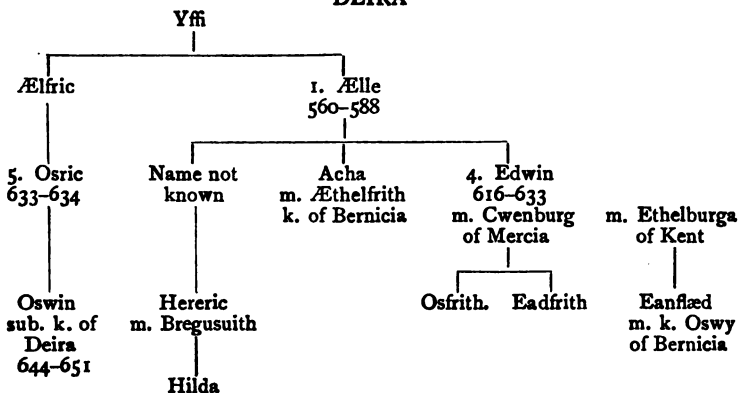 DEIRA
Yffi
Ælfric
1. Ælle
560–588
5. Osric
633–634
Name not
known
Acha
m. Æthelfrith
k. of Bernicia
4. Edwin
616–633
m. Cwenburg
of Mercia
m. Ethelburga
of Kent
Oswin
sub. k. of
Deira
644–651
Hereric
m. Bregusuith
Osfrith.
Eadfrith
Eanflæd
m. k. Oswy
of Bernicia
Hilda